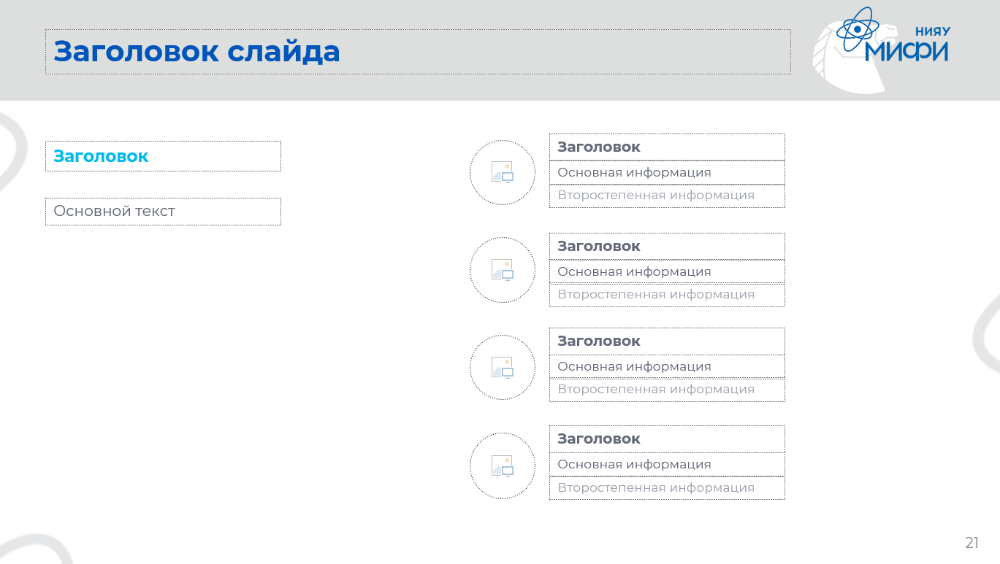 Заголовок слайда
НИЯУ
МИФИ
Заголовок
Основной текст
Заголовок
Основная информация
Второстепенная информация
Заголовок
Основная информация
Второстепенная информация
Заголовок
Основная информация
Второстепенная информация
Заголовок
Основная информация
Второстепенная информация
21